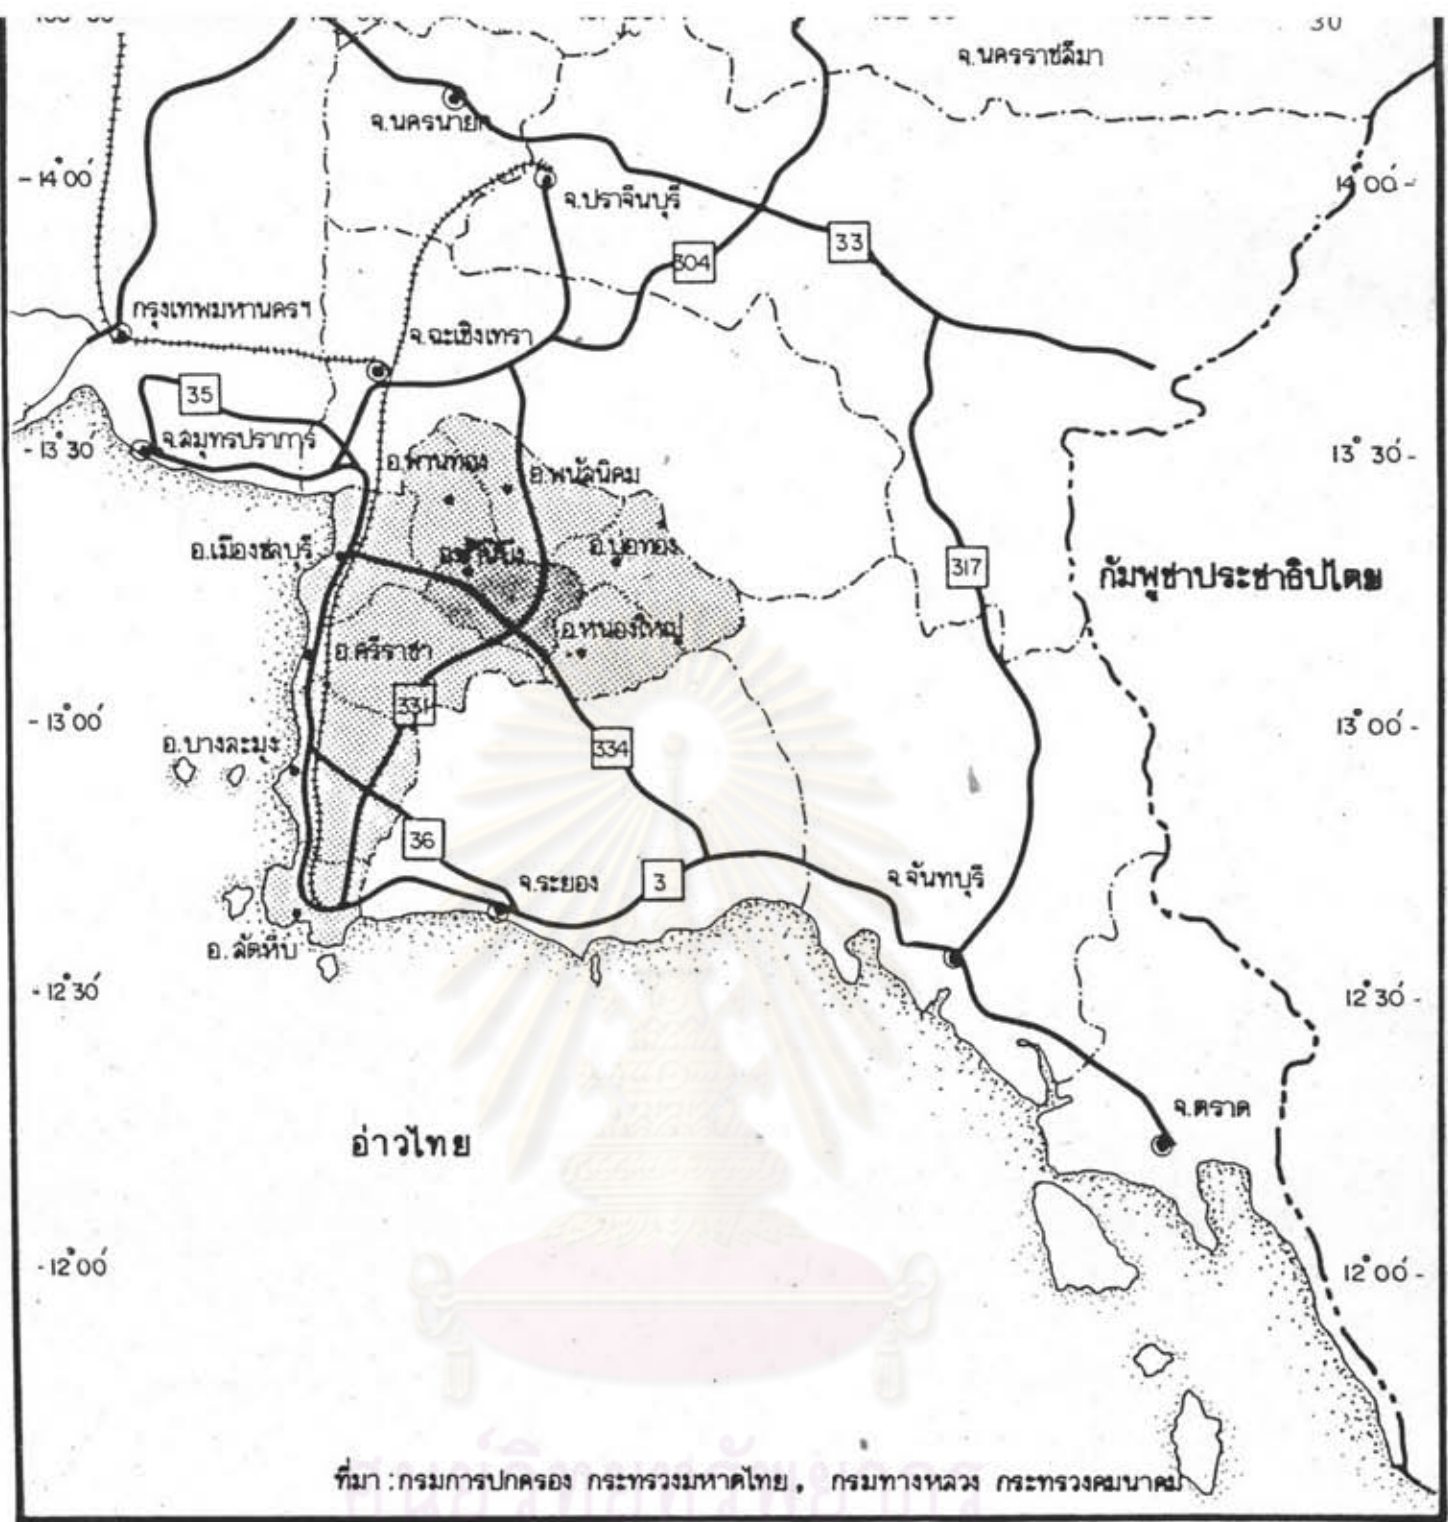 30
จ.นครราชสีมา
จ.นครนายก
-14°00′
14°00′-
จ.ปราจีนบุรี
33
304
กรุงเทพมหานครฯ
จ.ฉะเชิงเทรา
35
จ.สมุทรปราการ
-13°30′
13°30′-
อ.พานทอง
อ.พนัสนิคม
อ.เมืองชลบุรี
อ.บ่อทอง
317
กัมพูชาประชาธิปไตย
อ.หนองใหญ่
อ.ศรีราชา
331
-13°00′
13°00′-
อ.บางละมุง
334
36
จ.ระยอง
3
จ.จันทบุรี
อ.สัตหีบ
-12°30′
12°30′-
จ.ตราด
อ่าวไทย
-12°00′
12°00′-
ที่มา : กรมการปกครอง กระทรวงมหาดไทย, กรมทางหลวง กระทรวงคมนาคม